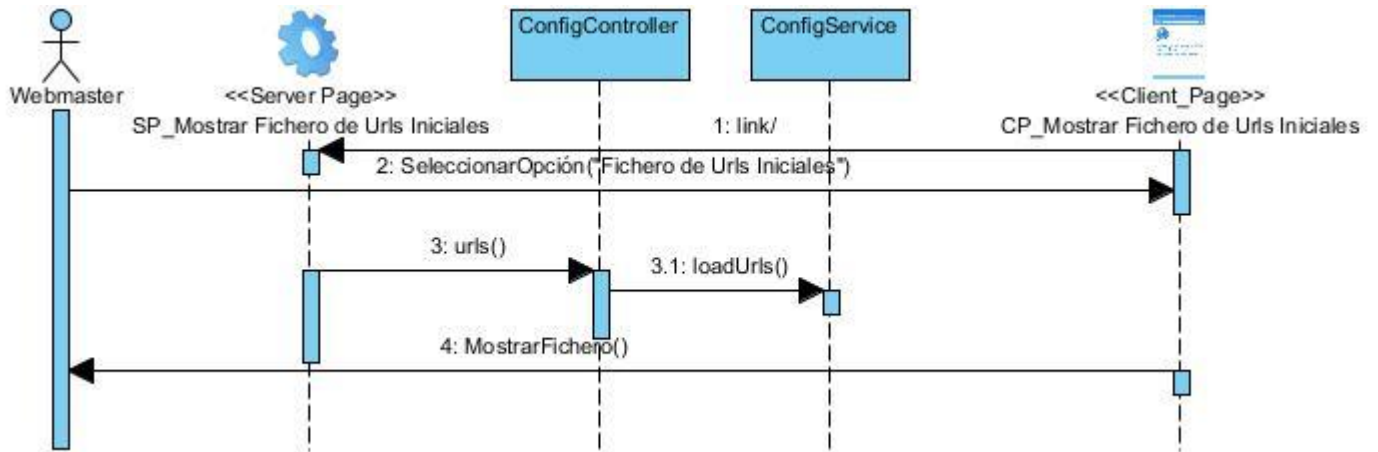 ConfigController
ConfigService
Webmaster
<<Server Page>>
SP_Mostrar Fichero de Urls Iniciales
<<Client_Page>>
CP_Mostrar Fichero de Urls Iniciales
1: link/
2: SeleccionarOpción("Fichero de Urls Iniciales")
3: urls()
3.1: loadUrls()
4: MostrarFichero()